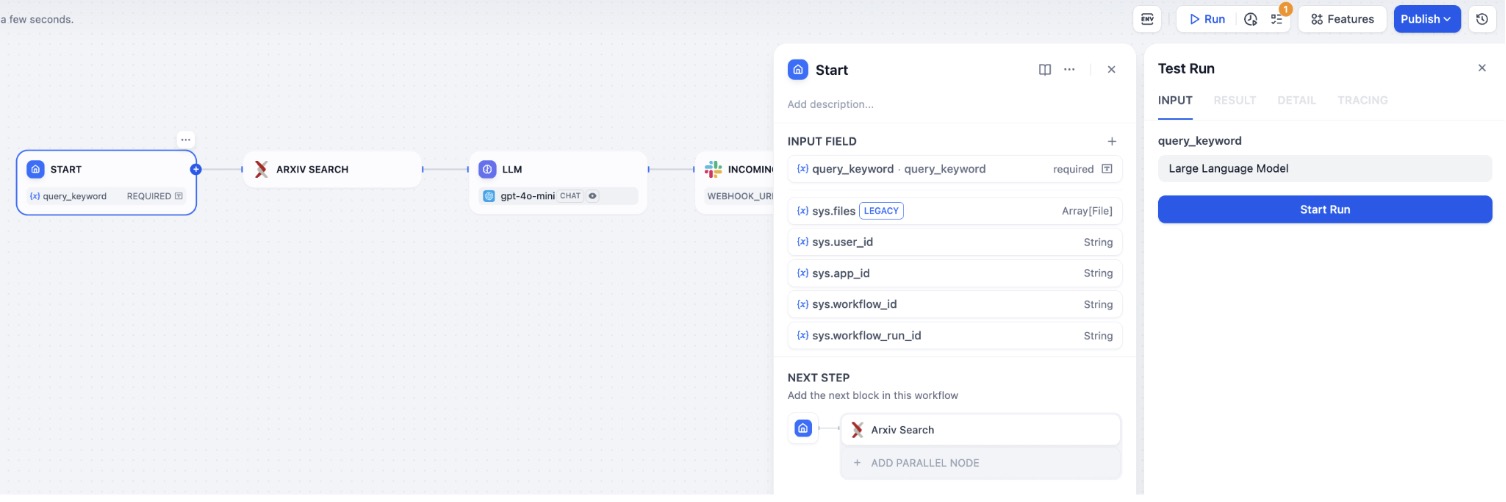 a few seconds.
ENV
Run
1
Features
Publish
START
{x} query_keyword REQUIRED
ARXIV SEARCH
LLM
gpt-4o-mini CHAT
INCOMING
WEBHOOK_URL
Start
Add description...
INPUT FIELD
{x} query_keyword · query_keyword required
{x} sys.files LEGACY Array[File]
{x} sys.user_id String
{x} sys.app_id String
{x} sys.workflow_id String
{x} sys.workflow_run_id String
NEXT STEP
Add the next block in this workflow
Arxiv Search
+ ADD PARALLEL NODE
Test Run
INPUT RESULT DETAIL TRACING
query_keyword
Large Language Model
Start Run